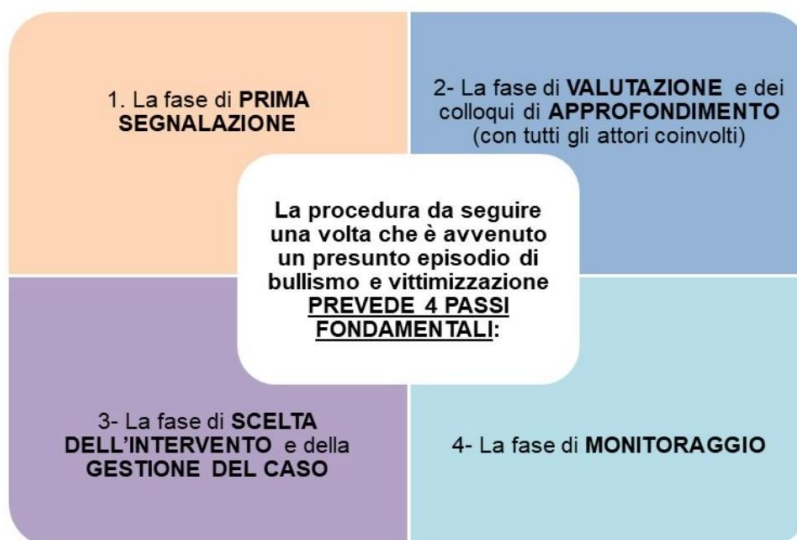 1. La fase di PRIMA
SEGNALAZIONE
2- La fase di VALUTAZIONE e dei
colloqui di APPROFONDIMENTO
(con tutti gli attori coinvolti)
La procedura da seguire
una volta che è avvenuto
un presunto episodio di
bullismo e vittimizzazione
PREVEDE 4 PASSI
FONDAMENTALI:
3- La fase di SCELTA
DELL'INTERVENTO e della
GESTIONE DEL CASO
4- La fase di MONITORAGGIO